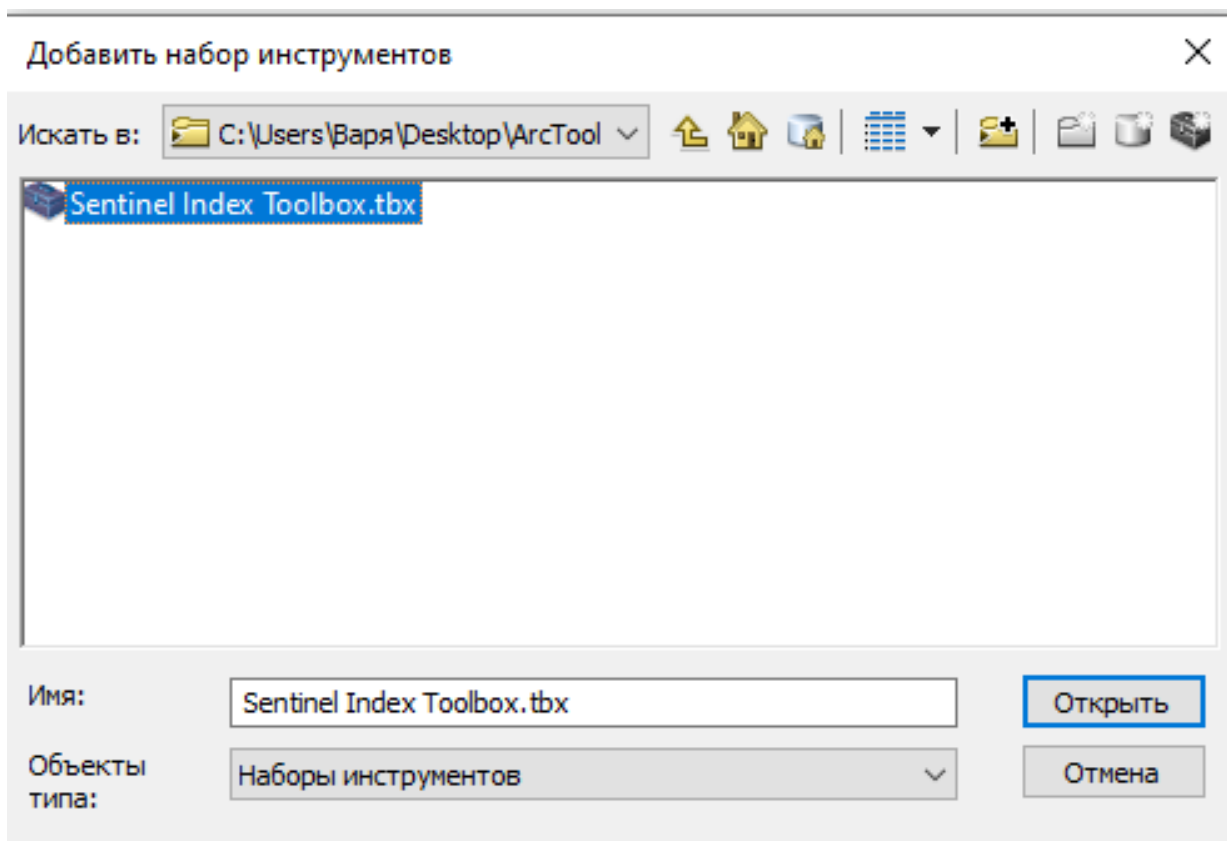 Добавить набор инструментов
Искать в: C:\Users\Варя\Desktop\ArcTool
Sentinel Index Toolbox.tbx
Имя: Sentinel Index Toolbox.tbx Открыть
Объекты типа: Наборы инструментов Отмена